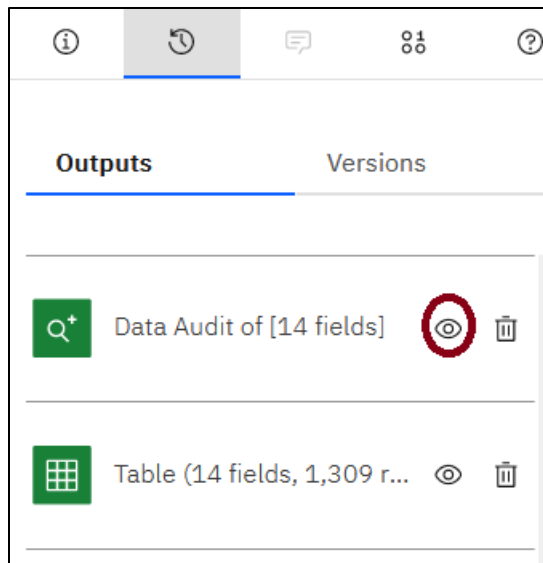 Outputs
Versions
Data Audit of [14 fields]
Table (14 fields, 1,309 r...